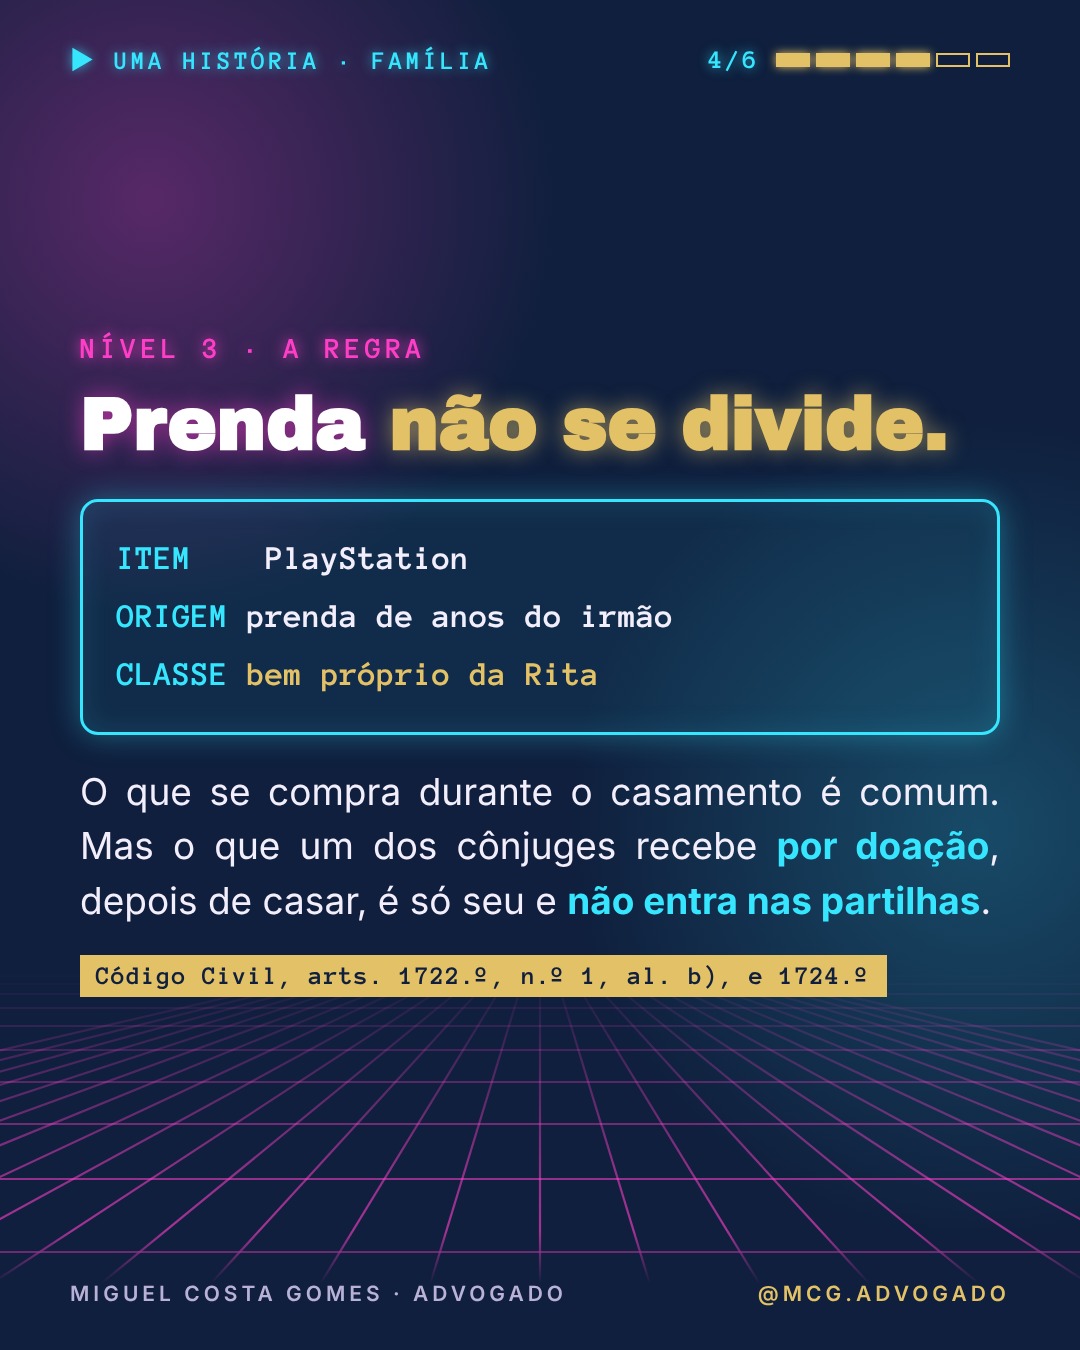 UMA HISTÓRIA · FAMÍLIA
4/6
NÍVEL 3 · A REGRA
Prenda não se divide.
ITEM PlayStation
ORIGEM prenda de anos do irmão
CLASSE bem próprio da Rita
O que se compra durante o casamento é comum.
Mas o que um dos cônjuges recebe por doação,
depois de casar, é só seu e não entra nas partilhas.
Código Civil, arts. 1722.º, n.º 1, al. b), e 1724.º
MIGUEL COSTA GOMES · ADVOGADO
@MCG.ADVOGADO